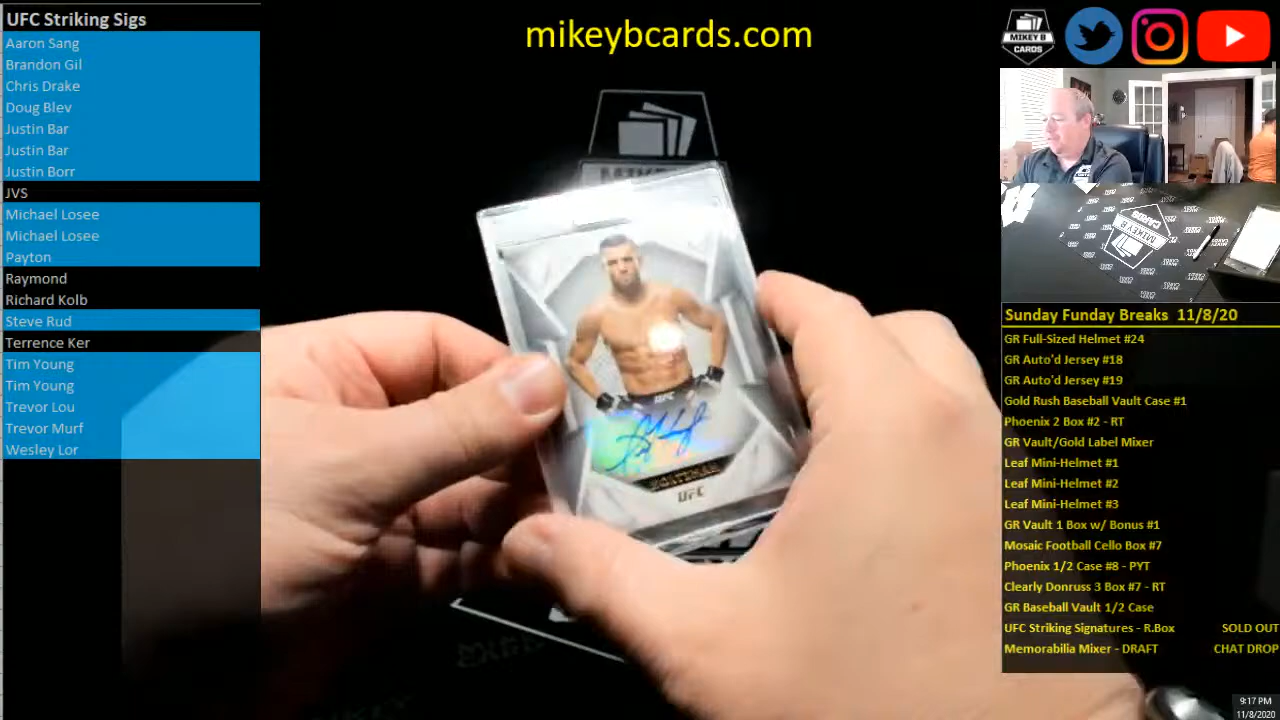 UFC Striking Sigs
Aaron Sang
Brandon Gil
Chris Drake
Doug Blev
Justin Bar
Justin Bar
Justin Borr
JVS
Michael Losee
Michael Losee
Payton
Raymond
Richard Kolb
Steve Rud
Terrence Ker
Tim Young
Tim Young
Trevor Lou
Trevor Murf
Wesley Lor
mikeybcards.com
UFC
UFC
MIKEY B
CARDS
Sunday Funday Breaks 11/8/20
GR Full-Sized Helmet #24
GR Auto'd Jersey #18
GR Auto'd Jersey #19
Gold Rush Baseball Vault Case #1
Phoenix 2 Box #2 - RT
GR Vault/Gold Label Mixer
Leaf Mini-Helmet #1
Leaf Mini-Helmet #2
Leaf Mini-Helmet #3
GR Vault 1 Box w/ Bonus #1
Mosaic Football Cello Box #7
Phoenix 1/2 Case #8 - PYT
Clearly Donruss 3 Box #7 - RT
GR Baseball Vault 1/2 Case
UFC Striking Signatures - R.Box SOLD OUT
Memorabilia Mixer - DRAFT CHAT DROP
9:17 PM
11/8/2020